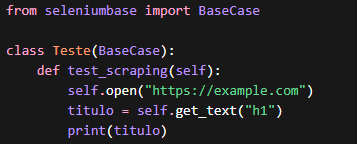 from seleniumbase import BaseCase
class Teste(BaseCase):
    def test_scraping(self):
        self.open("https://example.com")
        titulo = self.get_text("h1")
        print(titulo)